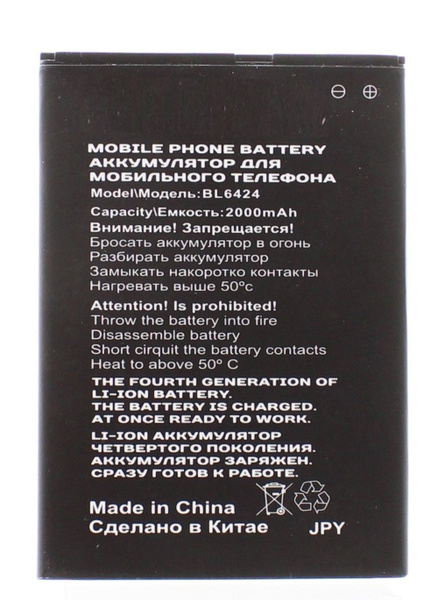 ⊖ ⊕
MOBILE PHONE BATTERY
АККУМУЛЯТОР ДЛЯ
МОБИЛЬНОГО ТЕЛЕФОНА
Model\Модель:BL6424
Capacity\Емкость:2000mAh
Внимание! Запрещается!
Бросать аккумулятор в огонь
Разбирать аккумулятор
Замыкать накоротко контакты
Нагревать выше 50°с
Attention! Is prohibited!
Throw the battery into fire
Disassemble battery
Short cirquit the battery contacts
Heat to above 50° C
THE FOURTH GENERATION OF
LI-ION BATTERY.
THE BATTERY IS CHARGED.
AT ONCE READY TO WORK.
LI-ION АККУМУЛЯТОР
ЧЕТВЕРТОГО ПОКОЛЕНИЯ.
АККУМУЛЯТОР ЗАРЯЖЕН.
СРАЗУ ГОТОВ К РАБОТЕ.
Made in China
Сделано в Китае JPY